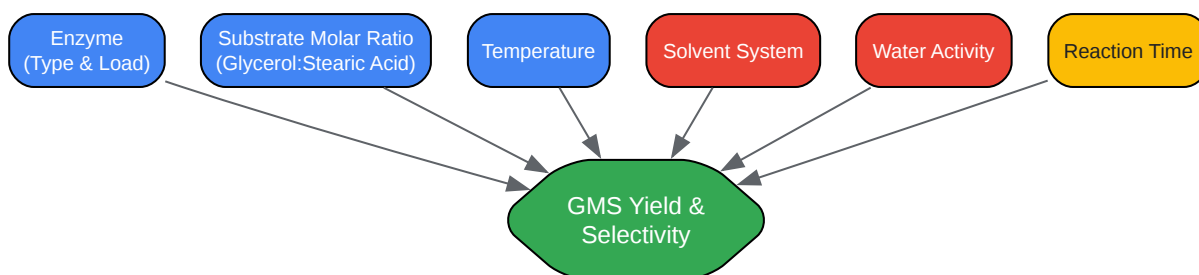 Enzyme
(Type & Load)
Substrate Molar Ratio
(Glycerol:Stearic Acid)
Temperature
Solvent System
Water Activity
Reaction Time
GMS Yield &
Selectivity